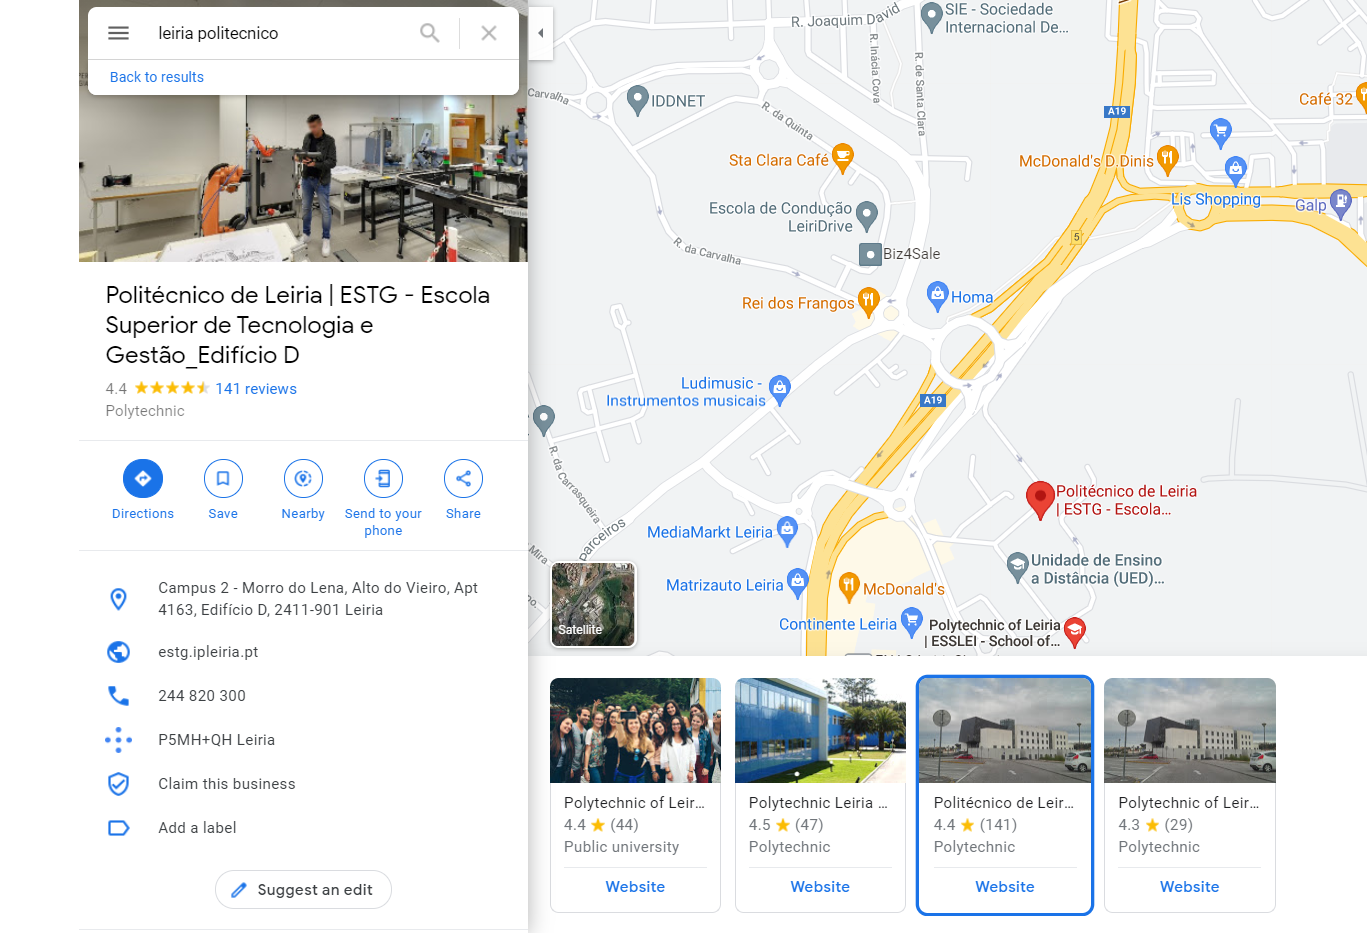 leiria politecnico
Back to results
Politécnico de Leiria | ESTG - Escola
Superior de Tecnologia e
Gestão_Edifício D
4.4 141 reviews
Polytechnic
Directions
Save
Nearby
Send to your
phone
Share
Campus 2 - Morro do Lena, Alto do Vieiro, Apt
4163, Edifício D, 2411-901 Leiria
estg.ipleiria.pt
244 820 300
P5MH+QH Leiria
Claim this business
Add a label
Suggest an edit
R. Joaquim David
SIE - Sociedade
Internacional De...
R. Inácia Cova
R. de Santa Clara
Carvalha
IDDNET
R. da Quinta
A19
Café 32
Sta Clara Café
McDonald's D.Dinis
Lis Shopping
Galp
Escola de Condução
LeiriDrive
5
R. da Carvalha
Biz4Sale
Rei dos Frangos
Homa
Ludimusic -
Instrumentos musicais
A19
R. da Carrasqueira
Parceiros
Mira
po.
Politécnico de Leiria
| ESTG - Escola...
MediaMarkt Leiria
Unidade de Ensino
a Distância (UED)...
Matrizauto Leiria
McDonald's
Continente Leiria
Polytechnic of Leiria
| ESSLEI - School of...
Satellite
Polytechnic of Leir...
4.4 (44)
Public university
Website
Polytechnic Leiria ...
4.5 (47)
Polytechnic
Website
Politécnico de Leir...
4.4 (141)
Polytechnic
Website
Polytechnic of Leir...
4.3 (29)
Polytechnic
Website